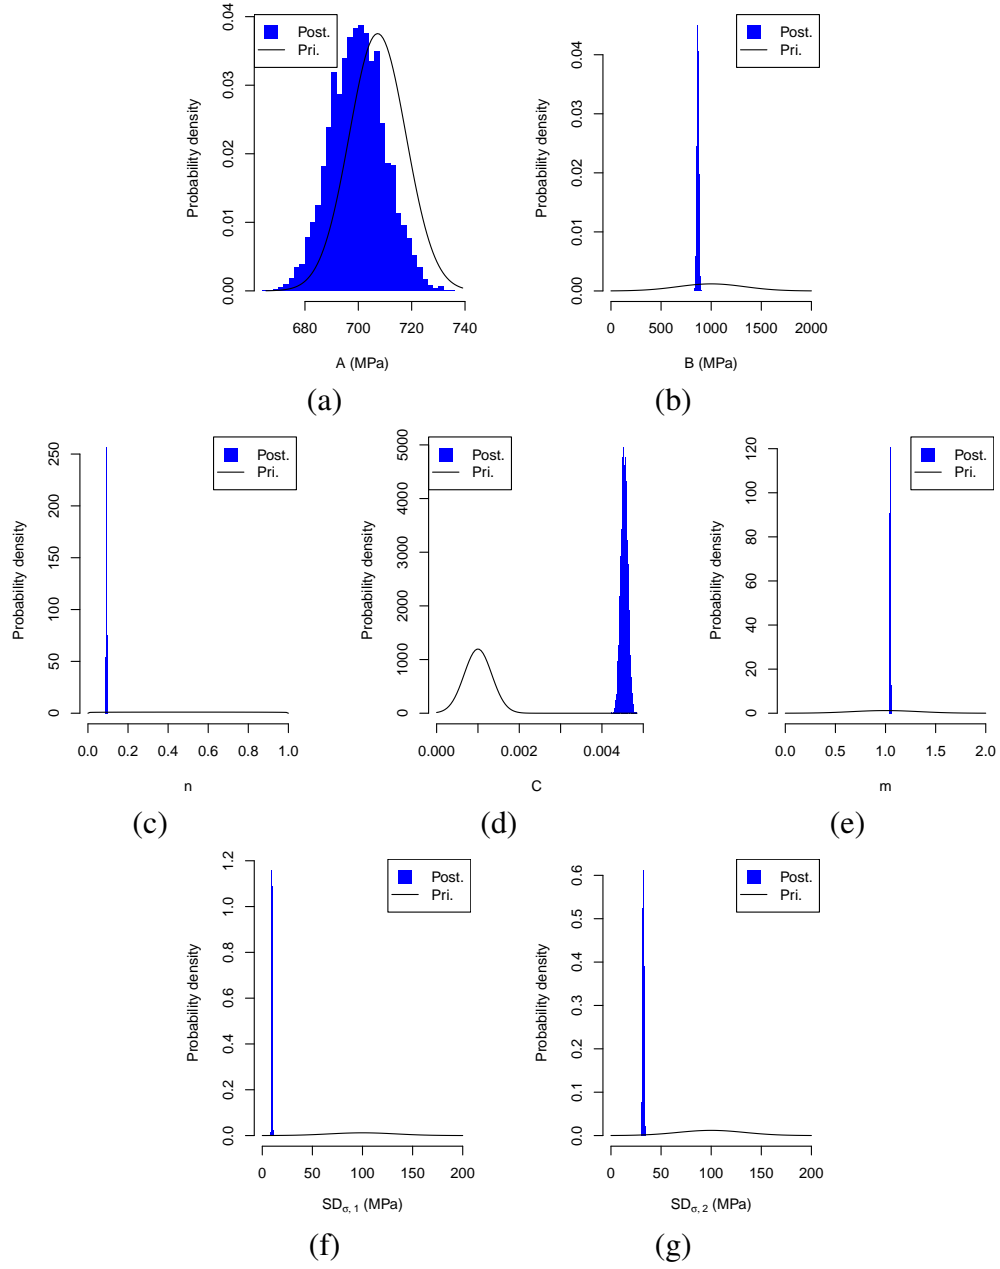 Post.
Pri.
Probability density
0.00 0.01 0.02 0.03 0.04
680 700 720 740
A (MPa)
(a)
Post.
Pri.
Probability density
0.00 0.01 0.02 0.03 0.04
0 500 1000 1500 2000
B (MPa)
(b)
Post.
Pri.
Probability density
0 50 100 150 200 250
0.0 0.2 0.4 0.6 0.8 1.0
n
(c)
Post.
Pri.
Probability density
0 1000 2000 3000 4000 5000
0.000 0.002 0.004
C
(d)
Post.
Pri.
Probability density
0 20 40 60 80 100 120
0.0 0.5 1.0 1.5 2.0
m
(e)
Post.
Pri.
Probability density
0.0 0.2 0.4 0.6 0.8 1.0 1.2
0 50 100 150 200
SDσ, 1 (MPa)
(f)
Post.
Pri.
Probability density
0.0 0.1 0.2 0.3 0.4 0.5 0.6
0 50 100 150 200
SDσ, 2 (MPa)
(g)